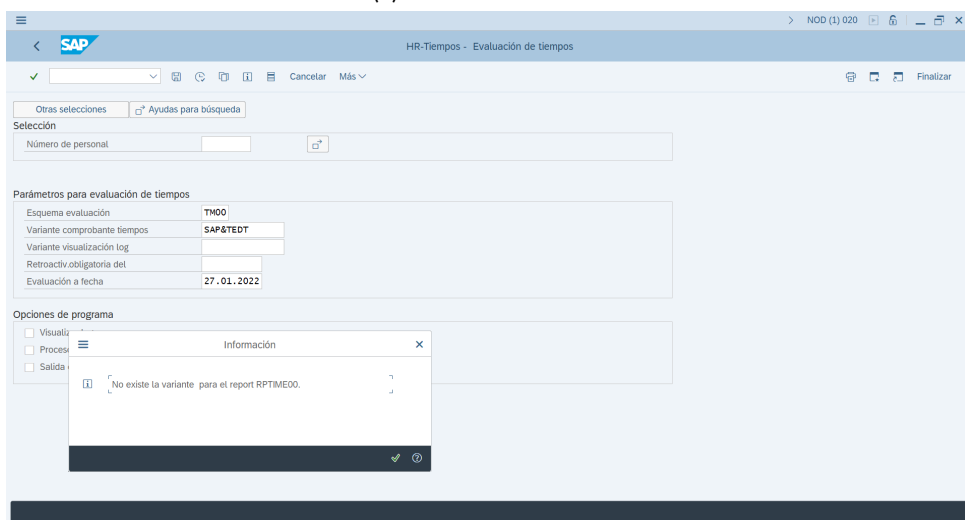 NOD (1) 020
SAP
HR-Tiempos - Evaluación de tiempos
Cancelar Más Finalizar
Otras selecciones Ayudas para búsqueda
Selección
Número de personal
Parámetros para evaluación de tiempos
Esquema evaluación TM00
Variante comprobante tiempos SAP&TEDT
Variante visualización log
Retroactiv.obligatoria del
Evaluación a fecha 27.01.2022
Opciones de programa
Salida
Información
No existe la variante para el report RPTIME00.